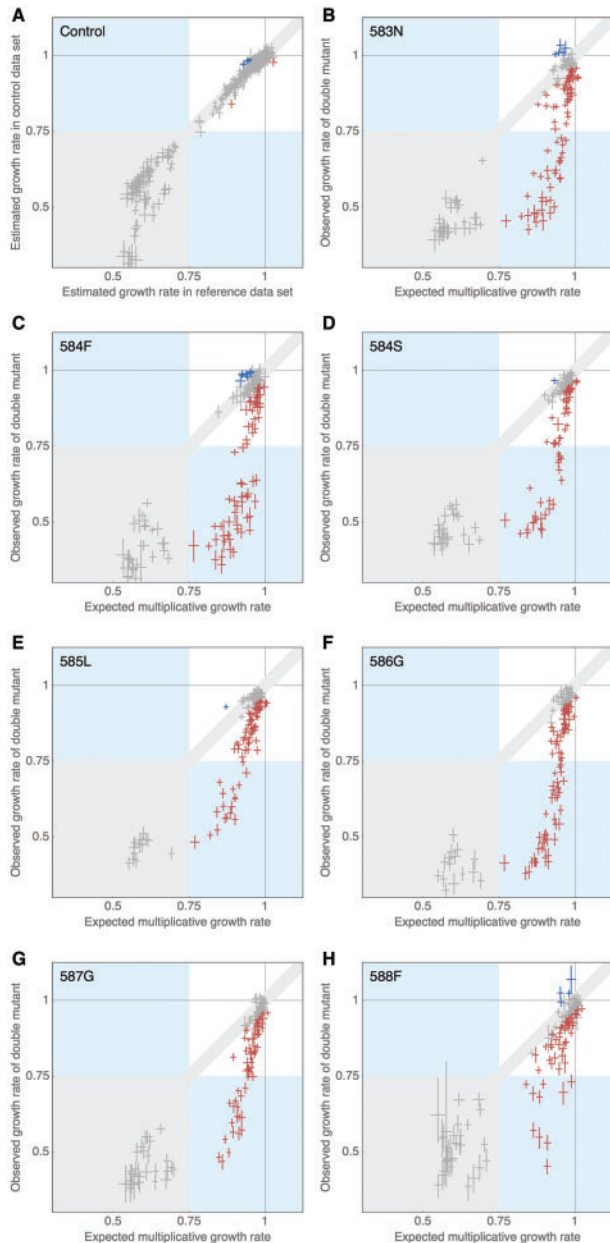 A
Control
Estimated growth rate in control data set
1
0.75
0.5
0.5
0.75
1
Estimated growth rate in reference data set
B
583N
Observed growth rate of double mutant
1
0.75
0.5
0.5
0.75
1
Expected multiplicative growth rate
C
584F
Observed growth rate of double mutant
1
0.75
0.5
0.5
0.75
1
Expected multiplicative growth rate
D
584S
Observed growth rate of double mutant
1
0.75
0.5
0.5
0.75
1
Expected multiplicative growth rate
E
585L
Observed growth rate of double mutant
1
0.75
0.5
0.5
0.75
1
Expected multiplicative growth rate
F
586G
Observed growth rate of double mutant
1
0.75
0.5
0.5
0.75
1
Expected multiplicative growth rate
G
587G
Observed growth rate of double mutant
1
0.75
0.5
0.5
0.75
1
Expected multiplicative growth rate
H
588F
Observed growth rate of double mutant
1
0.75
0.5
0.5
0.75
1
Expected multiplicative growth rate